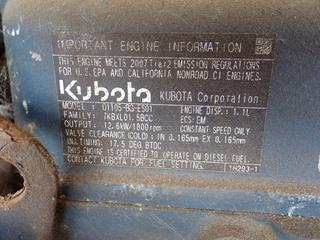 IMPORTANT ENGINE INFORMATION
THIS ENGINE MEETS 2007 Tier2 EMISSION REGULATIONS
FOR U.S. EPA AND CALIFORNIA NONROAD CI ENGINES.
Kubota KUBOTA Corporation
MODEL : D1105-B3-ES01 ENGINE DISP.: 1.1L
FAMILY : 7KBXL01.5BCC ECS: EM
OUTPUT : 12.6kW/1800rpm CONSTANT SPEED ONLY
VALVE CLEARANCE (COLD): IN 0.165mm EX 0.165mm
INJ.TIMING: 17.5 DEG BTDC
THIS ENGINE IS CERTIFIED TO OPERATE ON DIESEL FUEL.
CONTACT KUBOTA FOR FUEL SETTING. 1H293-1